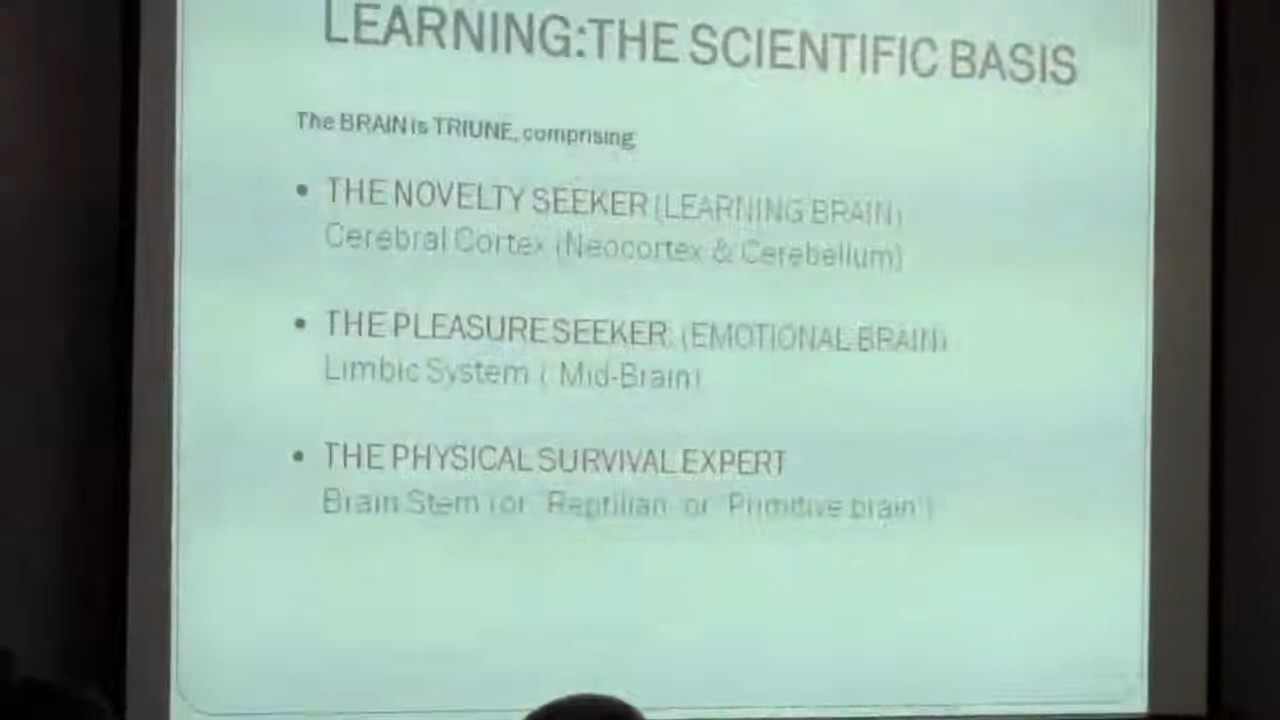 LEARNING:THE SCIENTIFIC BASIS
The BRAIN is TRIUNE, comprising
• THE NOVELTY SEEKER (LEARNING BRAIN)
Cerebral Cortex (Neocortex & Cerebellum)
• THE PLEASURE SEEKER: (EMOTIONAL BRAIN)
Limbic System ( Mid-Brain)
• THE PHYSICAL SURVIVAL EXPERT
Brain Stem (or 'Reptilian' or 'Primitive brain')